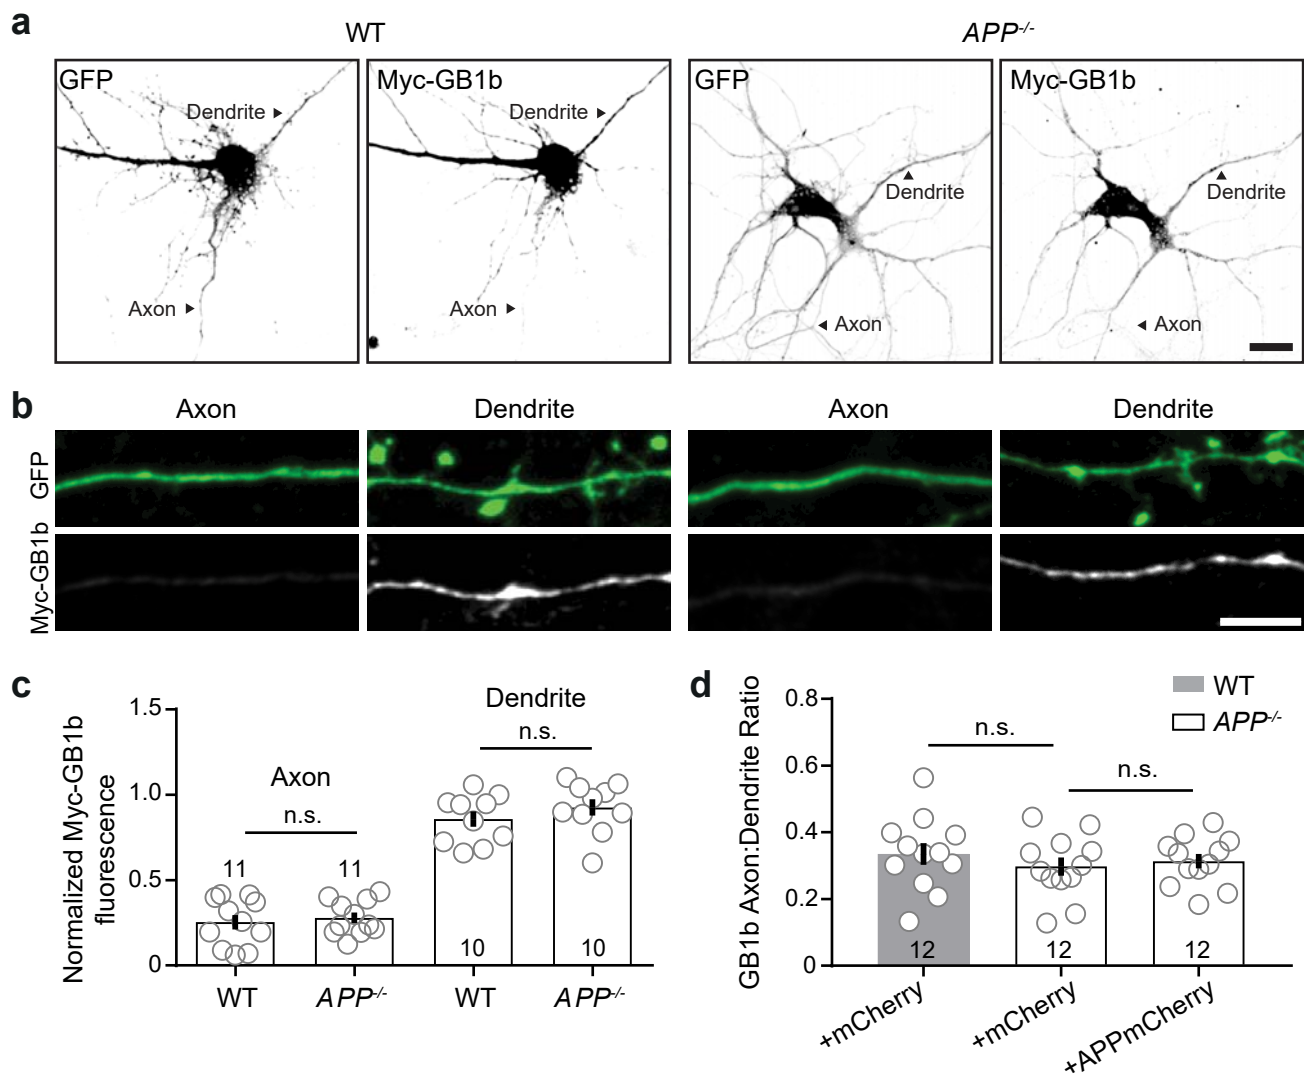 a
WT
APP-/-
GFP
Dendrite
Axon
Myc-GB1b
Dendrite
Axon
GFP
Dendrite
Axon
Myc-GB1b
Dendrite
Axon
b
Axon
Dendrite
Axon
Dendrite
GFP
Myc-GB1b
c
Normalized Myc-GB1b
fluorescence
1.5
1.0
0.5
0
Axon
n.s.
Dendrite
n.s.
11
11
10
10
WT
APP-/-
WT
APP-/-
d
GB1b Axon:Dendrite Ratio
0.8
0.6
0.4
0.2
0
WT
APP-/-
n.s.
n.s.
12
12
12
+mCherry
+mCherry
+APPmCherry